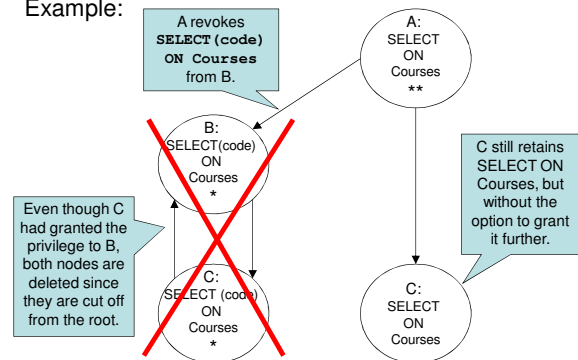 Example:
A revokes
SELECT(code)
ON Courses
from B.
A:
SELECT
ON
Courses
**
B:
SELECT(code)
ON
Courses
*
C still retains
SELECT ON
Courses, but
without the
option to grant
it further.
Even though C
had granted the
privilege to B,
both nodes are
deleted since
they are cut off
from the root.
C:
SELECT (code)
ON
Courses
*
C:
SELECT
ON
Courses